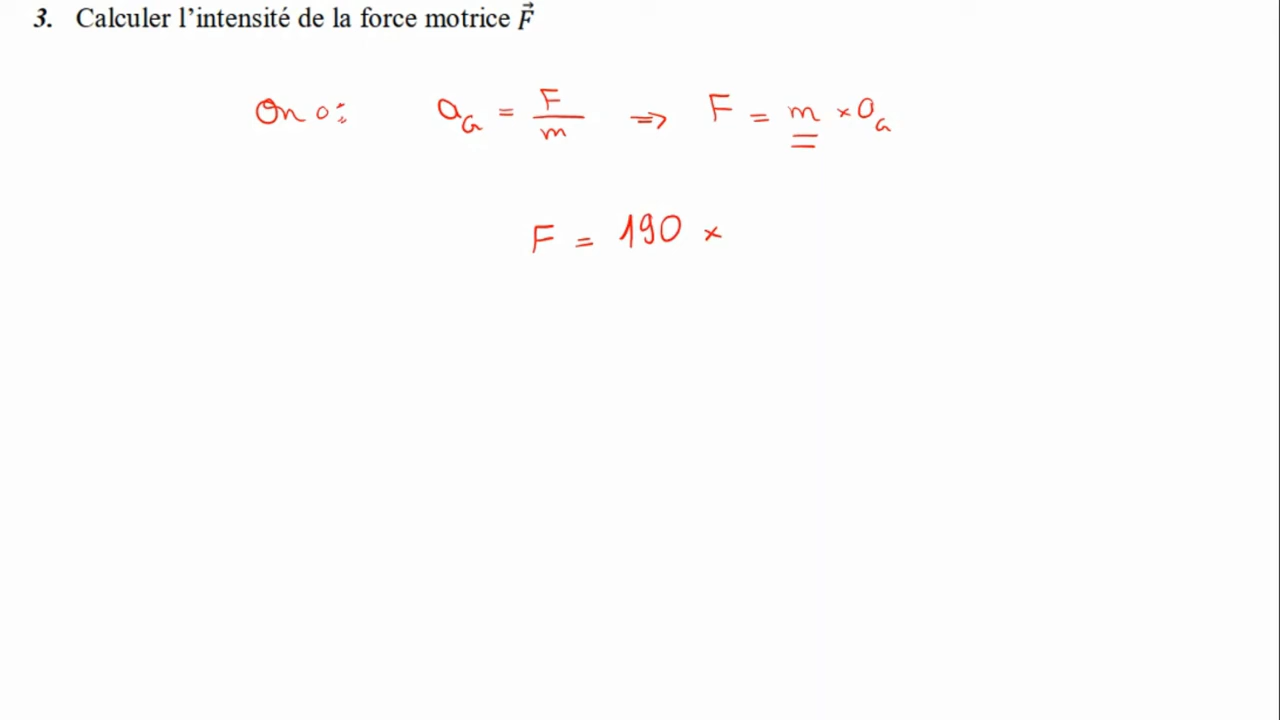 3. Calculer l’intensité de la force motrice F⃗
On a: a_G = F/m => F = m × a_G
F = 190 ×